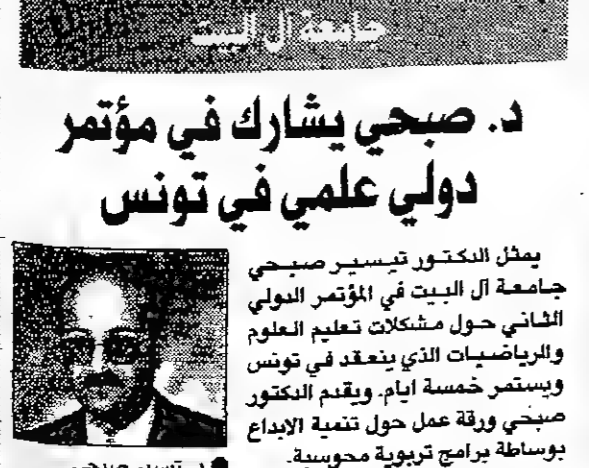 جامعة آل البيت
د. صبحي يشارك في مؤتمر
دولي علمي في تونس
يمثل الدكتور تيسير صبحي
جامعة آل البيت في المؤتمر الدولي
الثاني حول مشكلات تعليم العلوم
والرياضيات الذي ينعقد في تونس
ويستمر خمسة ايام. ويقدم الدكتور
صبحي ورقة عمل حول تنمية الابداع
بوساطة برامج تربوية محوسبة.
د. تيسير صبحي